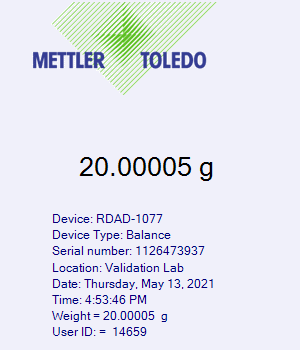 METTLER TOLEDO
20.00005 g
Device: RDAD-1077
Device Type: Balance
Serial number: 1126473937
Location: Validation Lab
Date: Thursday, May 13, 2021
Time: 4:53:46 PM
Weight = 20.00005 g
User ID: = 14659